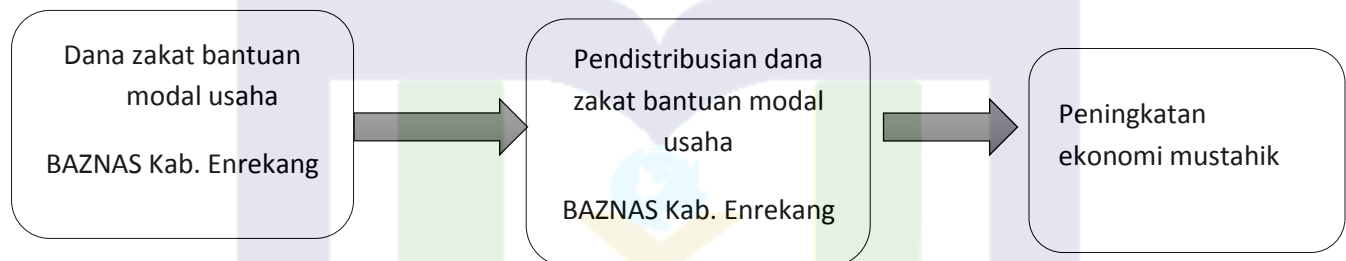 Dana zakat bantuan
modal usaha
BAZNAS Kab. Enrekang
Pendistribusian dana
zakat bantuan modal
usaha
BAZNAS Kab. Enrekang
Peningkatan
ekonomi mustahik